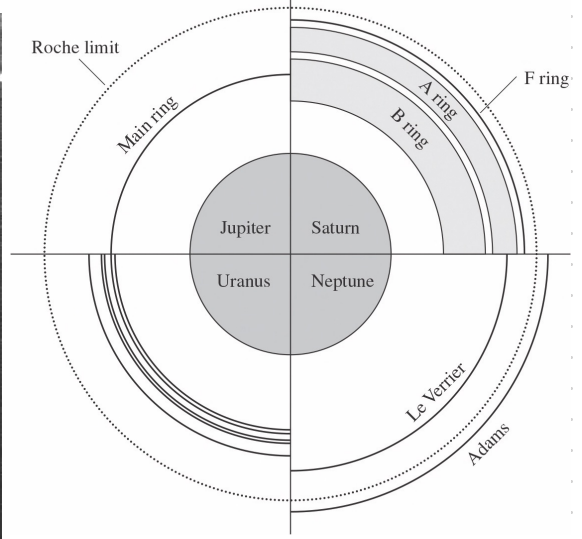 Roche limit
F ring
Main ring
A ring
B ring
Jupiter
Saturn
Uranus
Neptune
Le Verrier
Adams